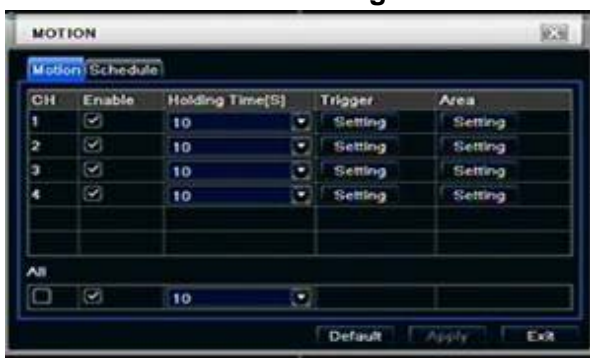 MOTION
Motion Schedule
CH Enable Holding Time[S] Trigger Area
1 10 Setting Setting
2 10 Setting Setting
3 10 Setting Setting
4 10 Setting Setting
All
10
Default Apply Exit